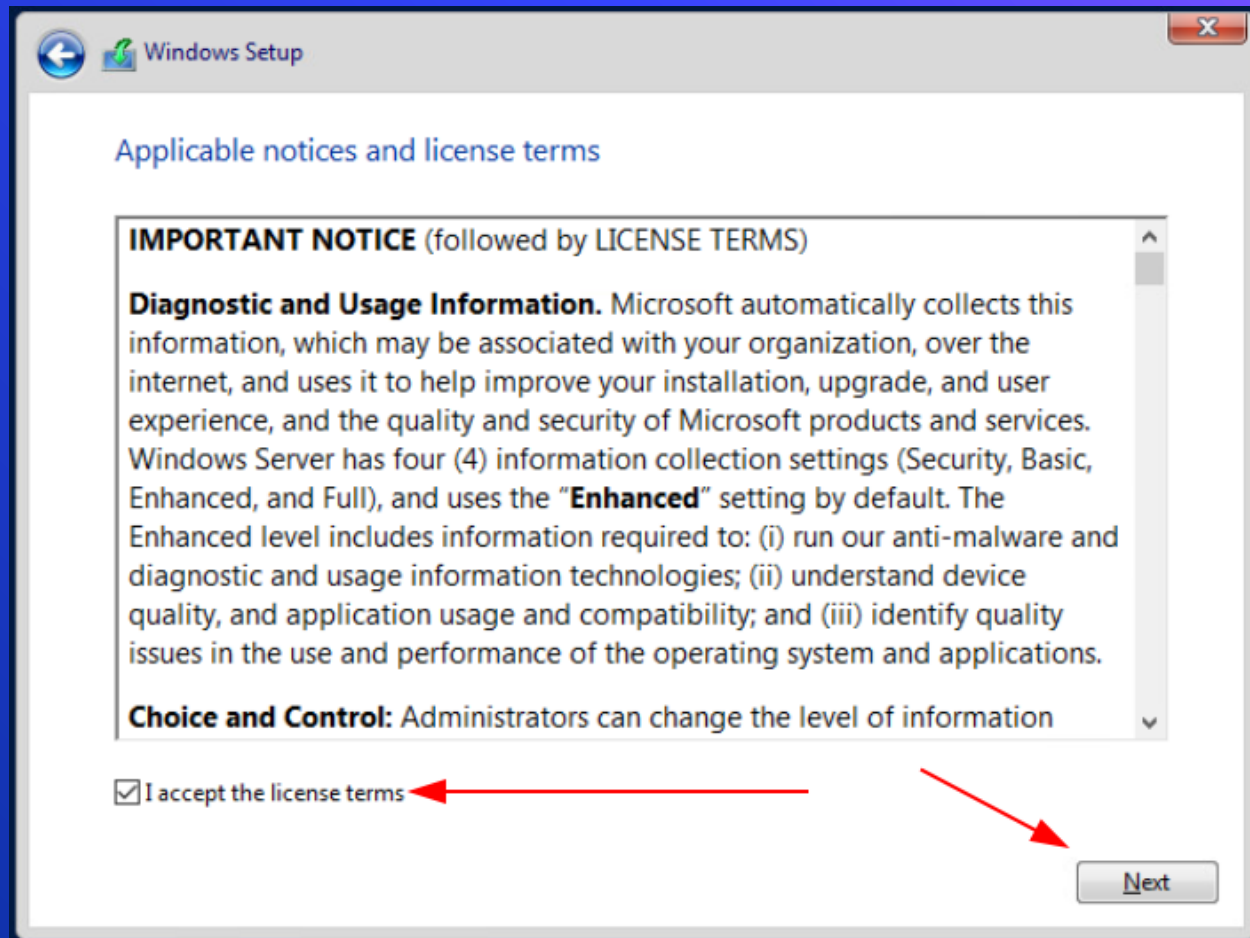 Windows Setup
Applicable notices and license terms
IMPORTANT NOTICE (followed by LICENSE TERMS)
Diagnostic and Usage Information. Microsoft automatically collects this
information, which may be associated with your organization, over the
internet, and uses it to help improve your installation, upgrade, and user
experience, and the quality and security of Microsoft products and services.
Windows Server has four (4) information collection settings (Security, Basic,
Enhanced, and Full), and uses the “Enhanced” setting by default. The
Enhanced level includes information required to: (i) run our anti-malware and
diagnostic and usage information technologies; (ii) understand device
quality, and application usage and compatibility; and (iii) identify quality
issues in the use and performance of the operating system and applications.
Choice and Control: Administrators can change the level of information
I accept the license terms
Next